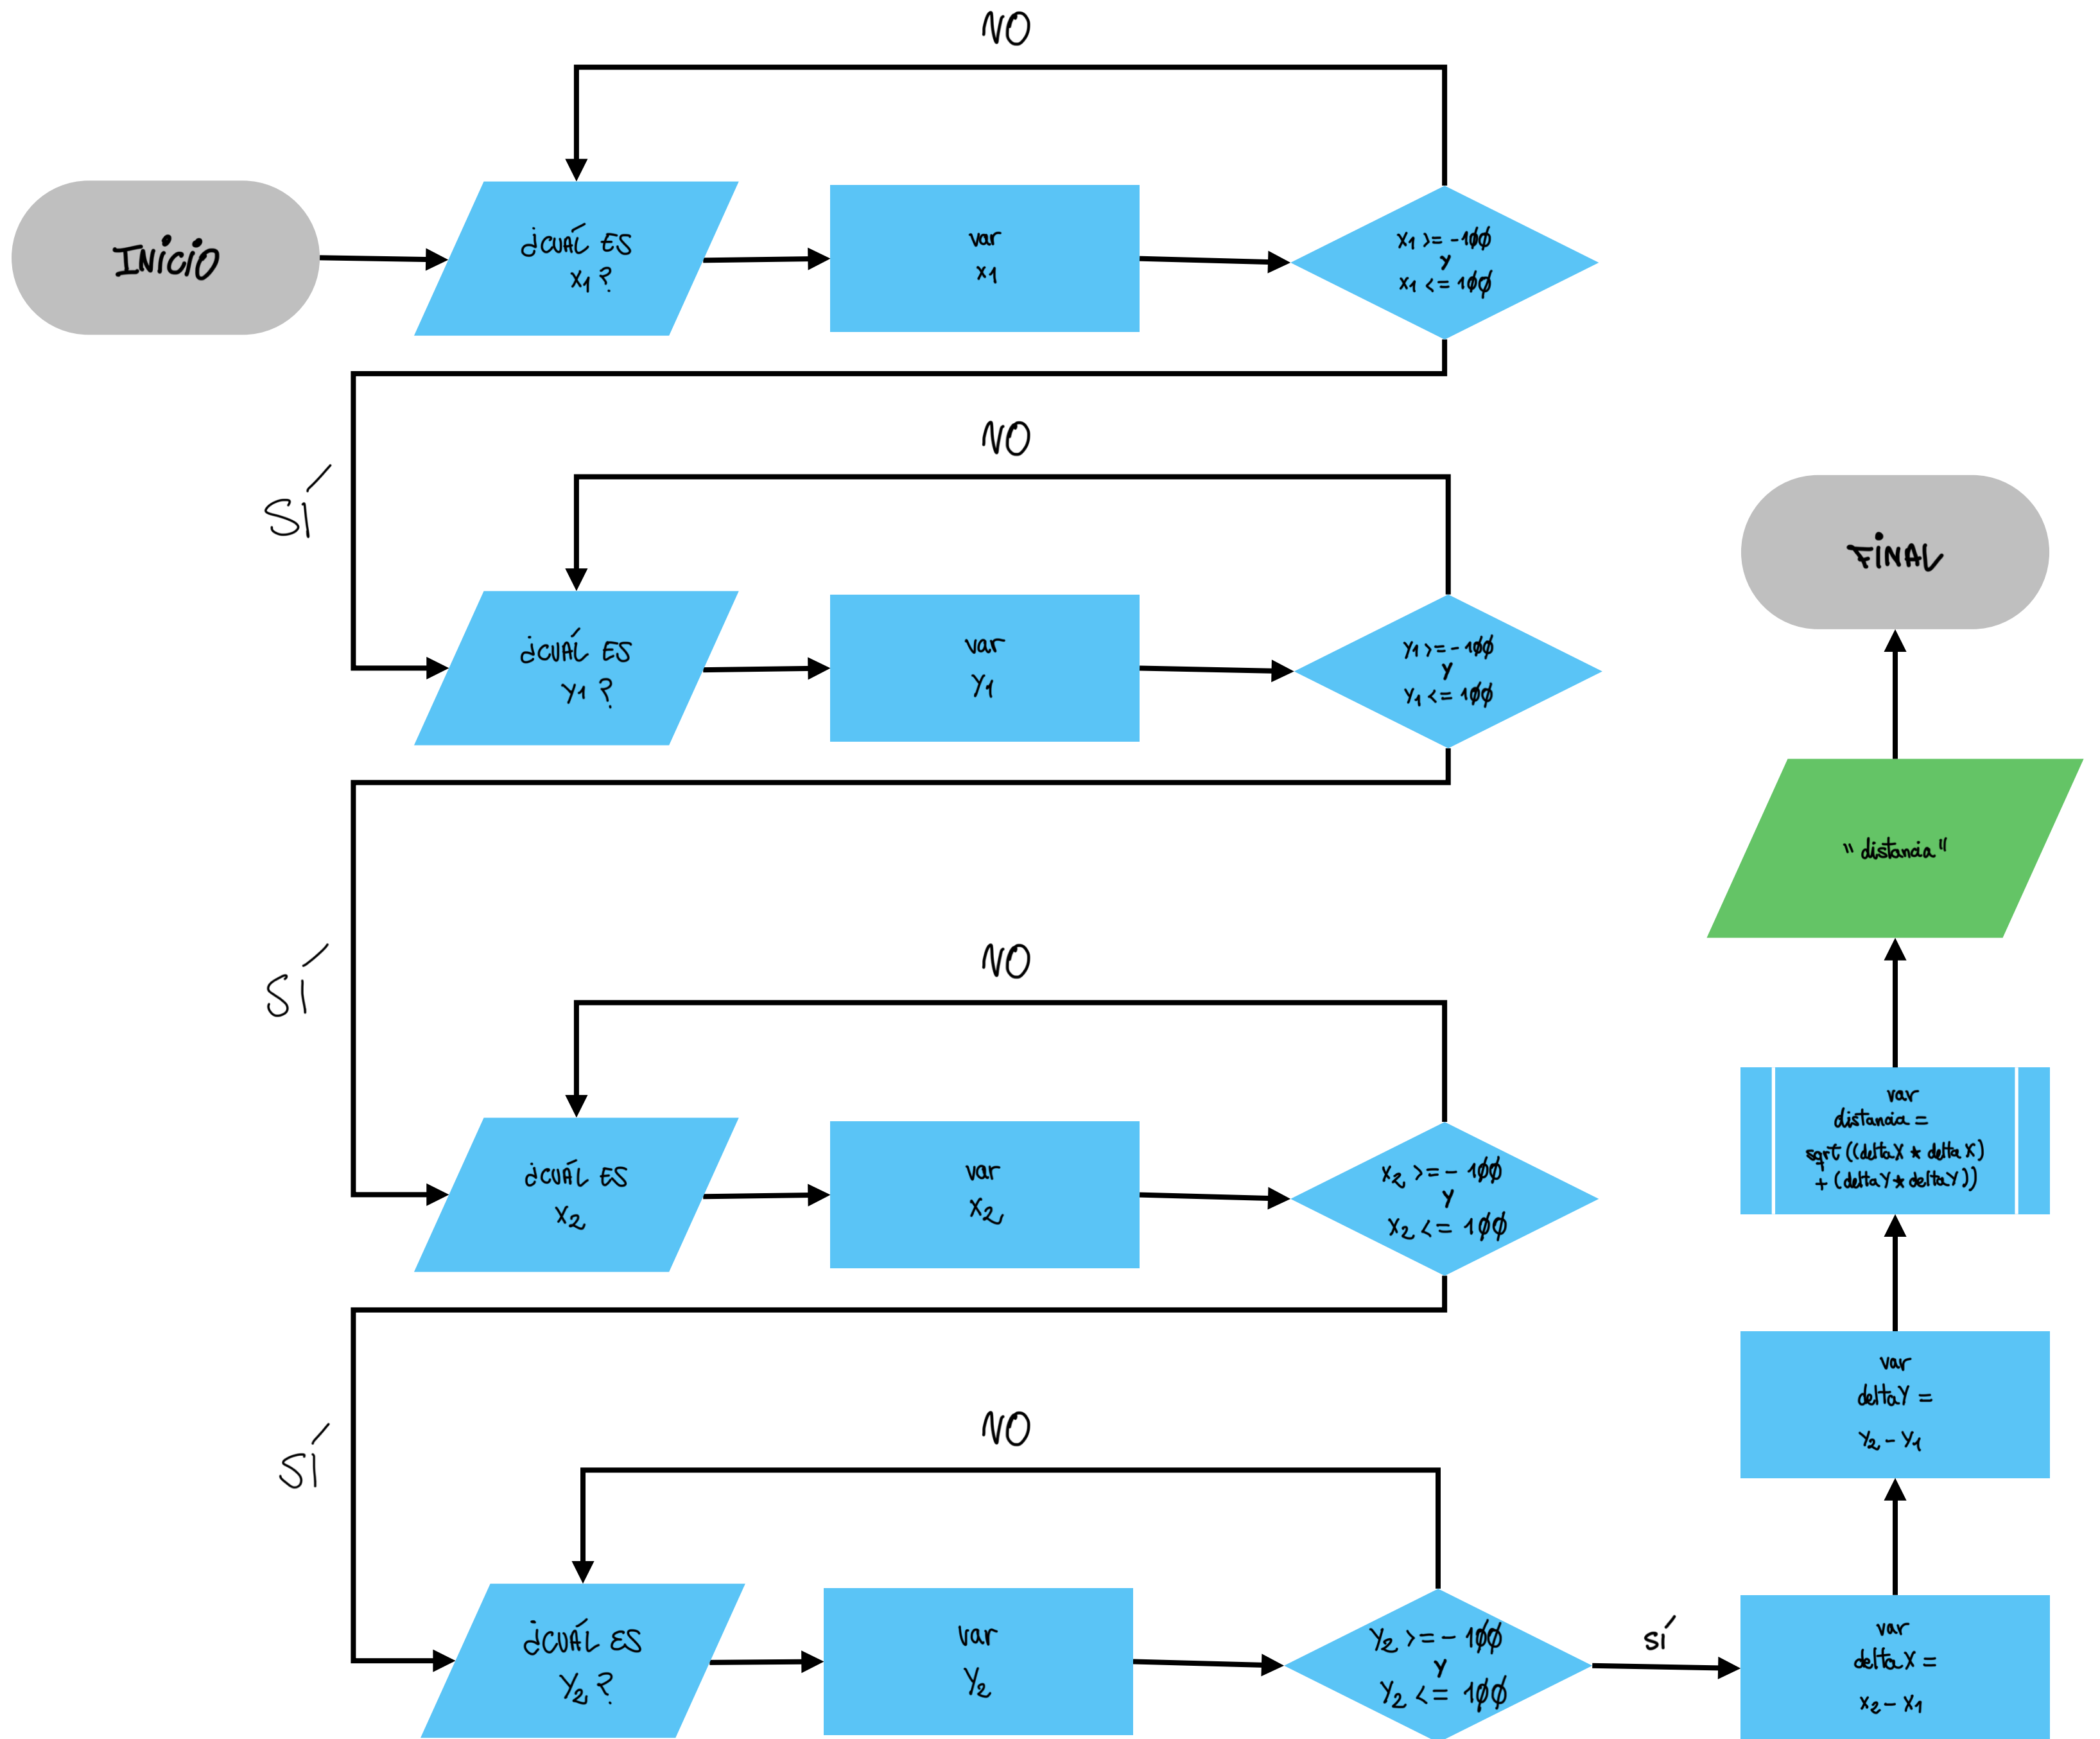 NO
INICIO
¿CUÁL ES
X1?
var
X1
X1 >= -100
Y
X1 <= 100
SÍ
NO
¿CUÁL ES
Y1?
var
Y1
Y1 >= -100
Y
Y1 <= 100
SÍ
NO
¿CUÁL ES
X2
var
X2
X2 >= -100
Y
X2 <= 100
SÍ
NO
¿CUÁL ES
Y2?
var
Y2
Y2 >= -100
Y
Y2 <= 100
SÍ
var
deltaX =
X2 - X1
var
deltaY =
Y2 - Y1
var
distancia =
sqrt ((deltaX * deltaX)
+ (deltaY * deltaY))
"distancia"
FINAL